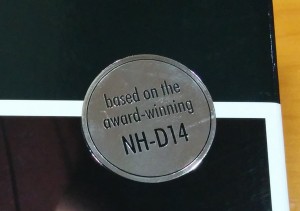 based on the
award-winning
NH-D14